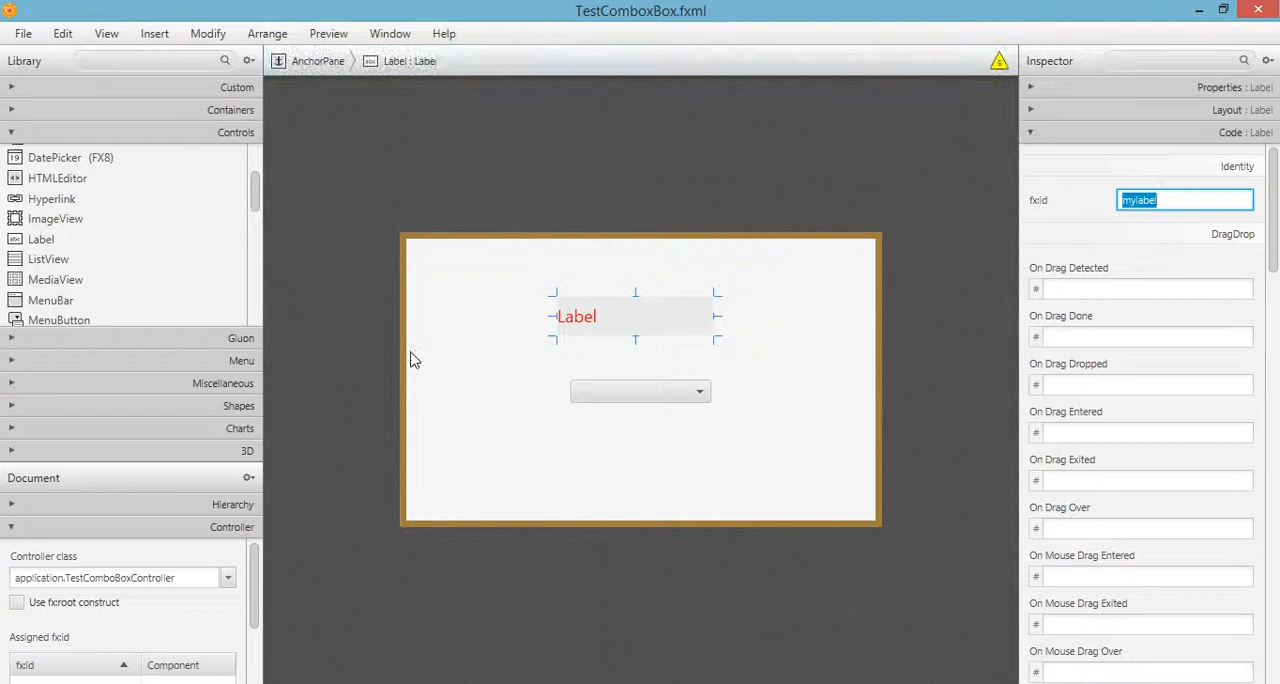 TestComboxBox.fxml
File Edit View Insert Modify Arrange Preview Window Help
Library
AnchorPane Label : Label
5
Inspector
Custom
Containers
Controls
19 DatePicker (FX8)
HTMLEditor
Hyperlink
ImageView
abc Label
ListView
MediaView
MenuBar
MenuButton
Gluon
Menu
Miscellaneous
Shapes
Charts
3D
Document
Hierarchy
Controller
Controller class
application.TestComboBoxController
Use fx:root construct
Assigned fx:id
fx:id Component
Label
Properties : Label
Layout : Label
Code : Label
Identity
fx:id mylabel
DragDrop
On Drag Detected
#
On Drag Done
#
On Drag Dropped
#
On Drag Entered
#
On Drag Exited
#
On Drag Over
#
On Mouse Drag Entered
#
On Mouse Drag Exited
#
On Mouse Drag Over
#